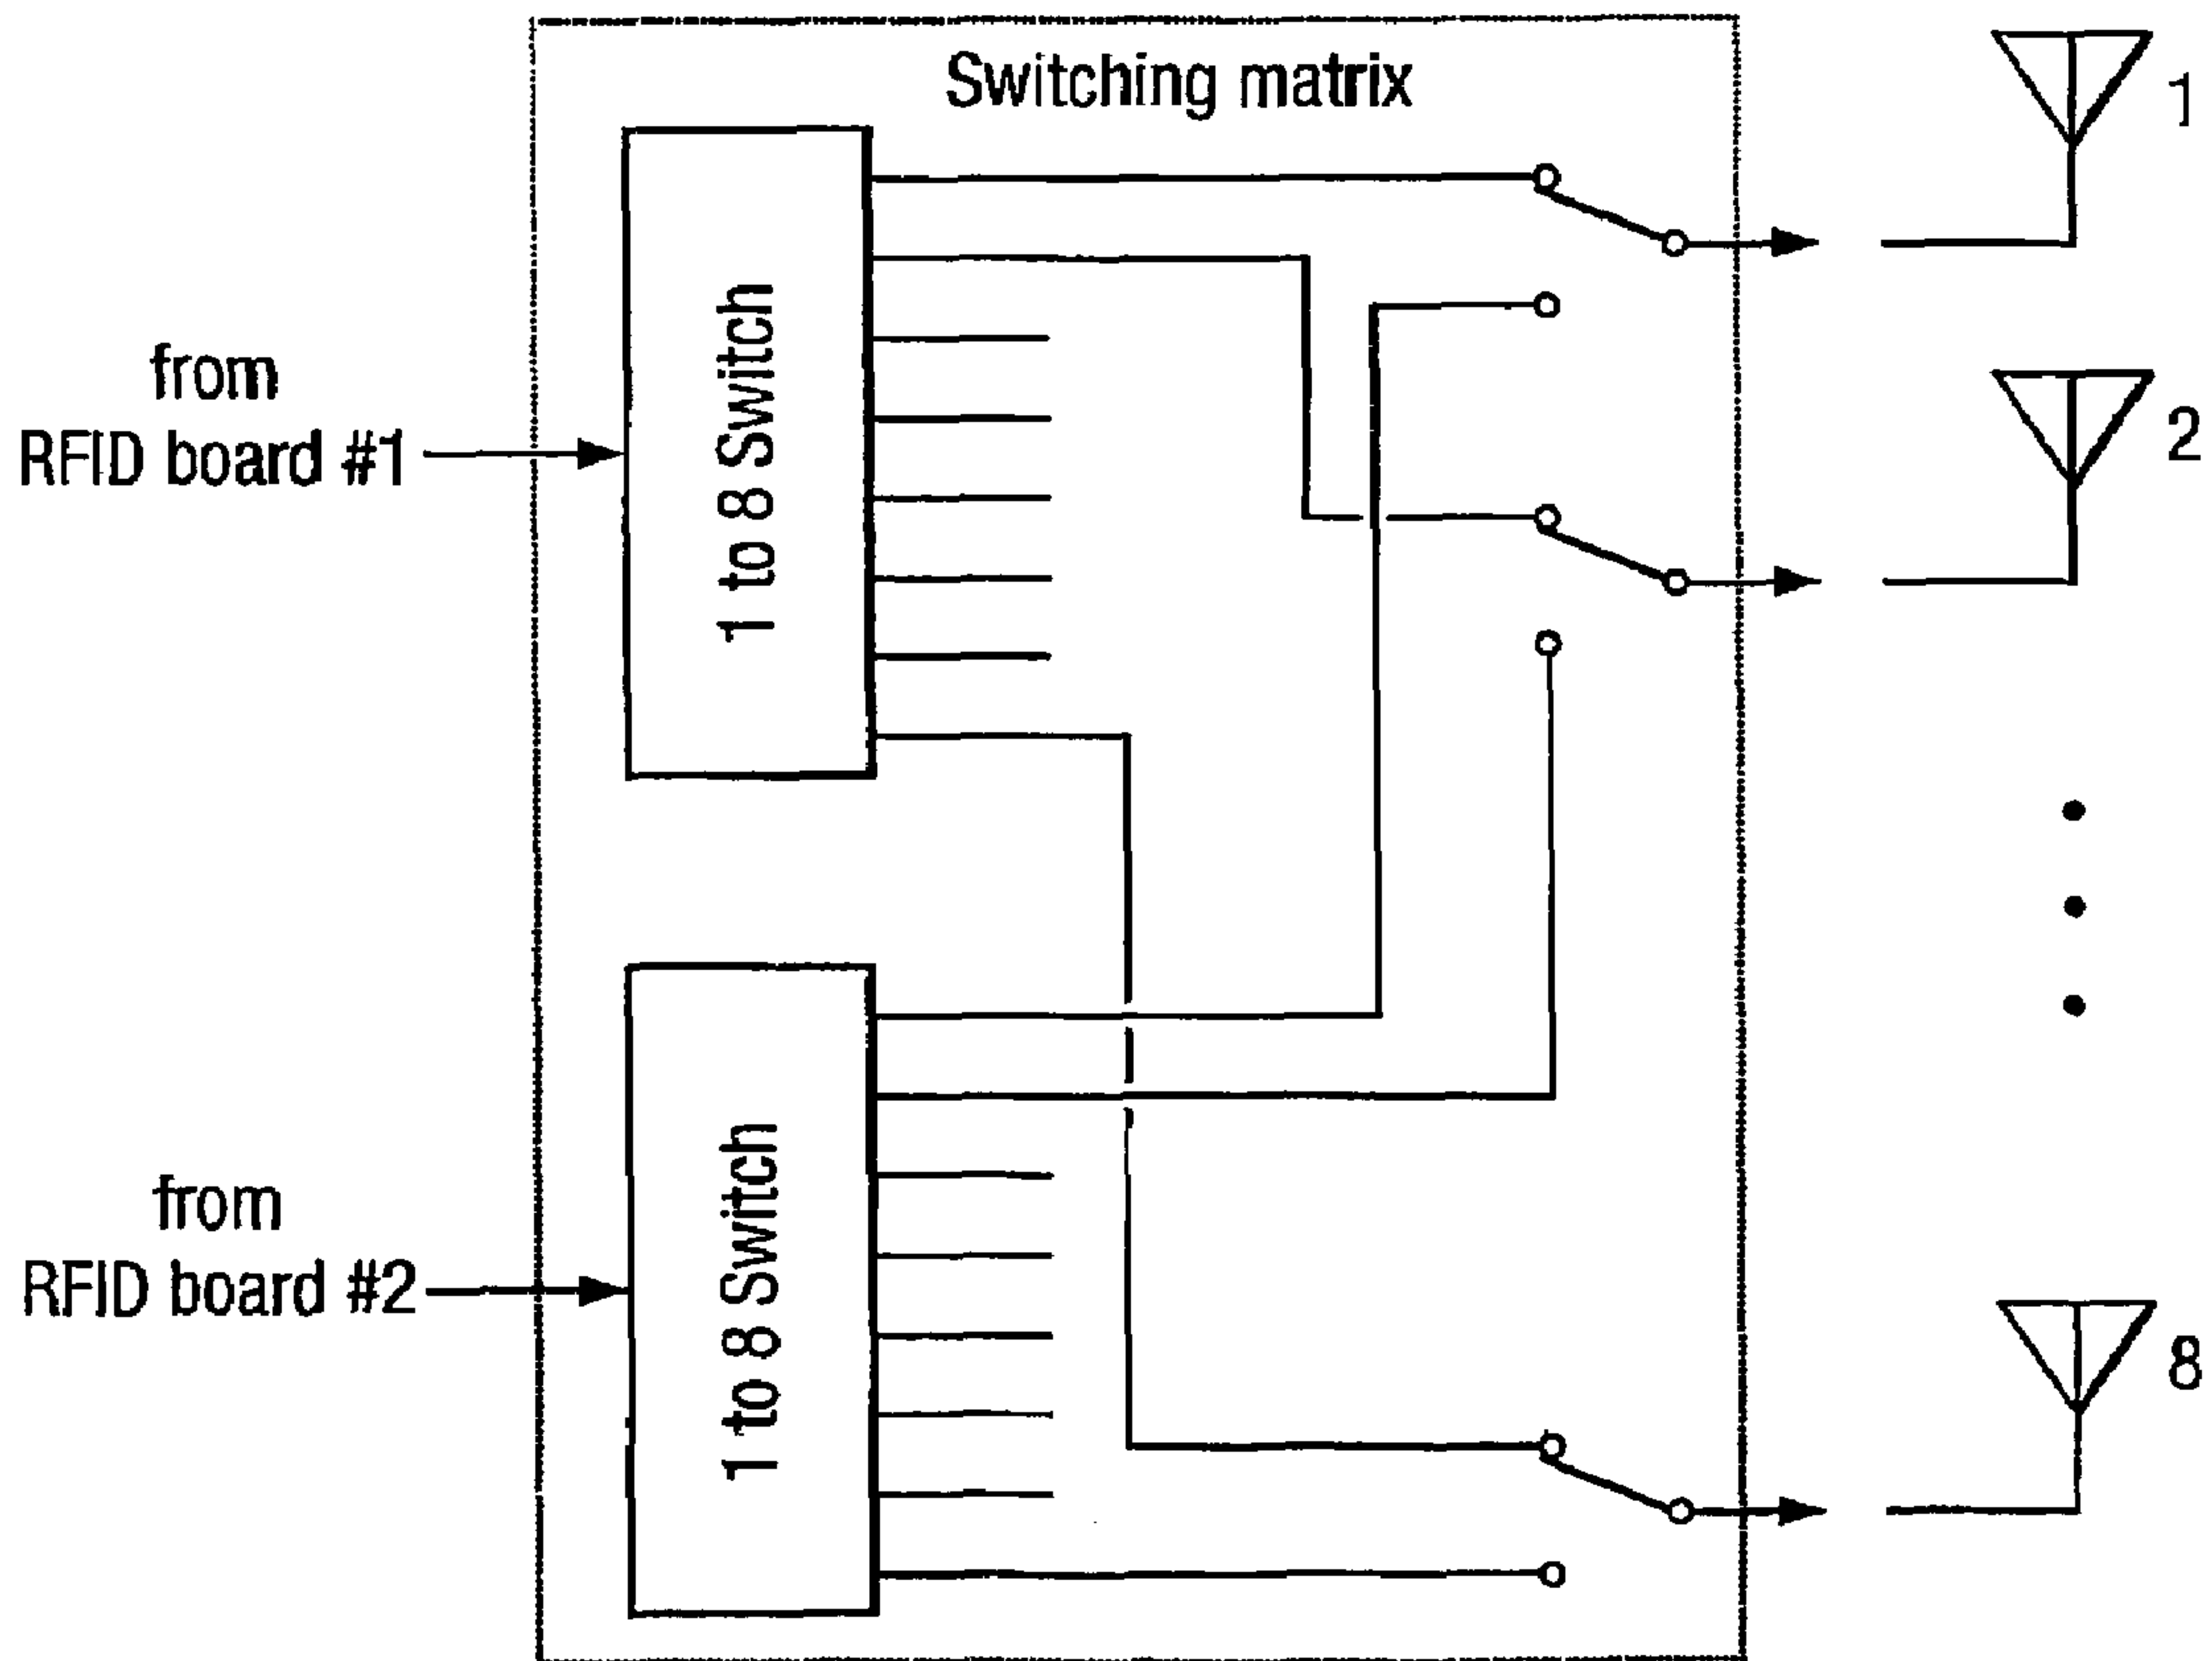 Switching matrix
1
from
RFID board #1
1 to 8 Switch
2
from
RFID board #2
1 to 8 Switch
8